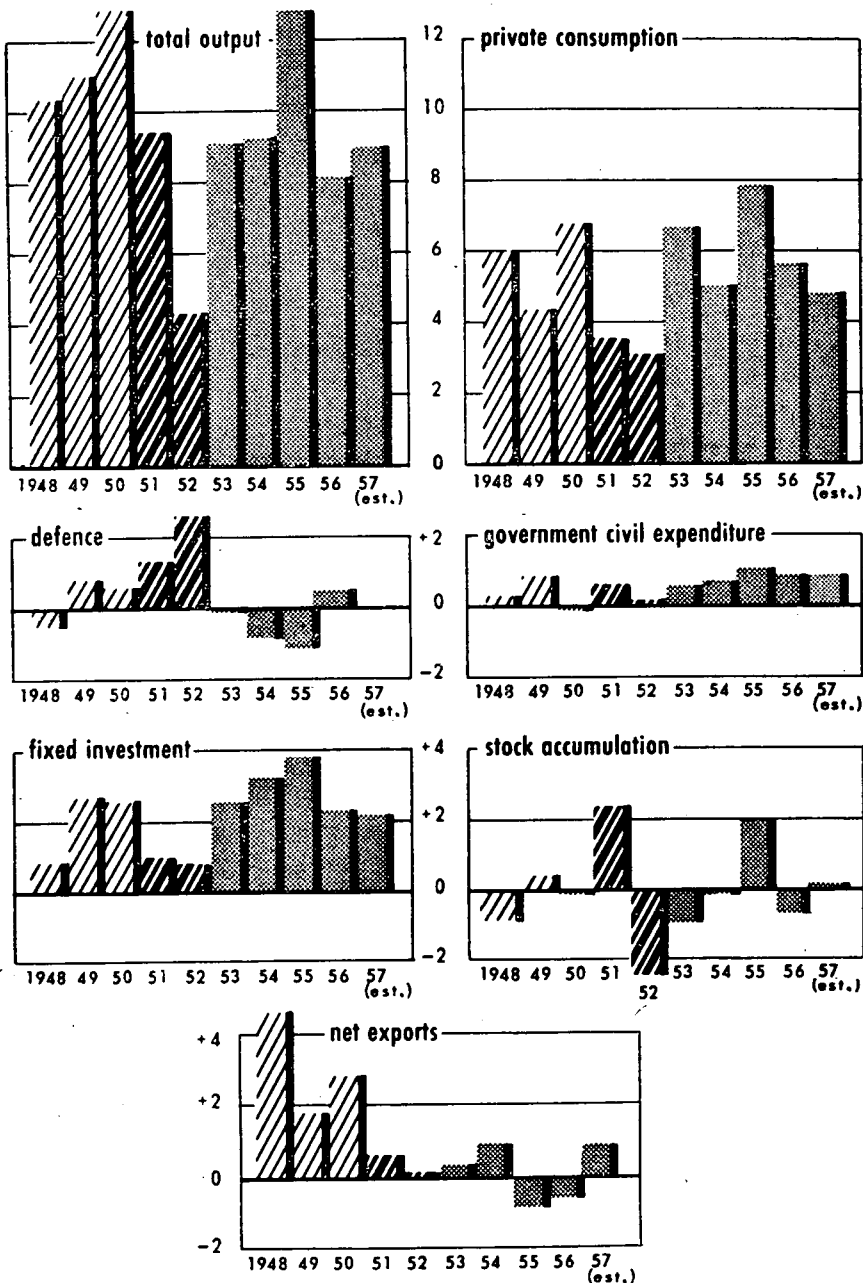 total output
private consumption
12
10
8
6
4
2
0
1948 49 50 51 52 53 54 55 56 57
(est.)
1948 49 50 51 52 53 54 55 56 57
(est.)
defence
government civil expenditure
+2
0
-2
1948 49 50 51 52 53 54 55 56 57
(est.)
1948 49 50 51 52 53 54 55 56 57
(est.)
fixed investment
stock accumulation
+4
+2
0
-2
1948 49 50 51 52 53 54 55 56 57
(est.)
1948 49 50 51 53 54 55 56 57
52
(est.)
net exports
+4
+2
0
-2
1948 49 50 51 52 53 54 55 56 57
(est.)